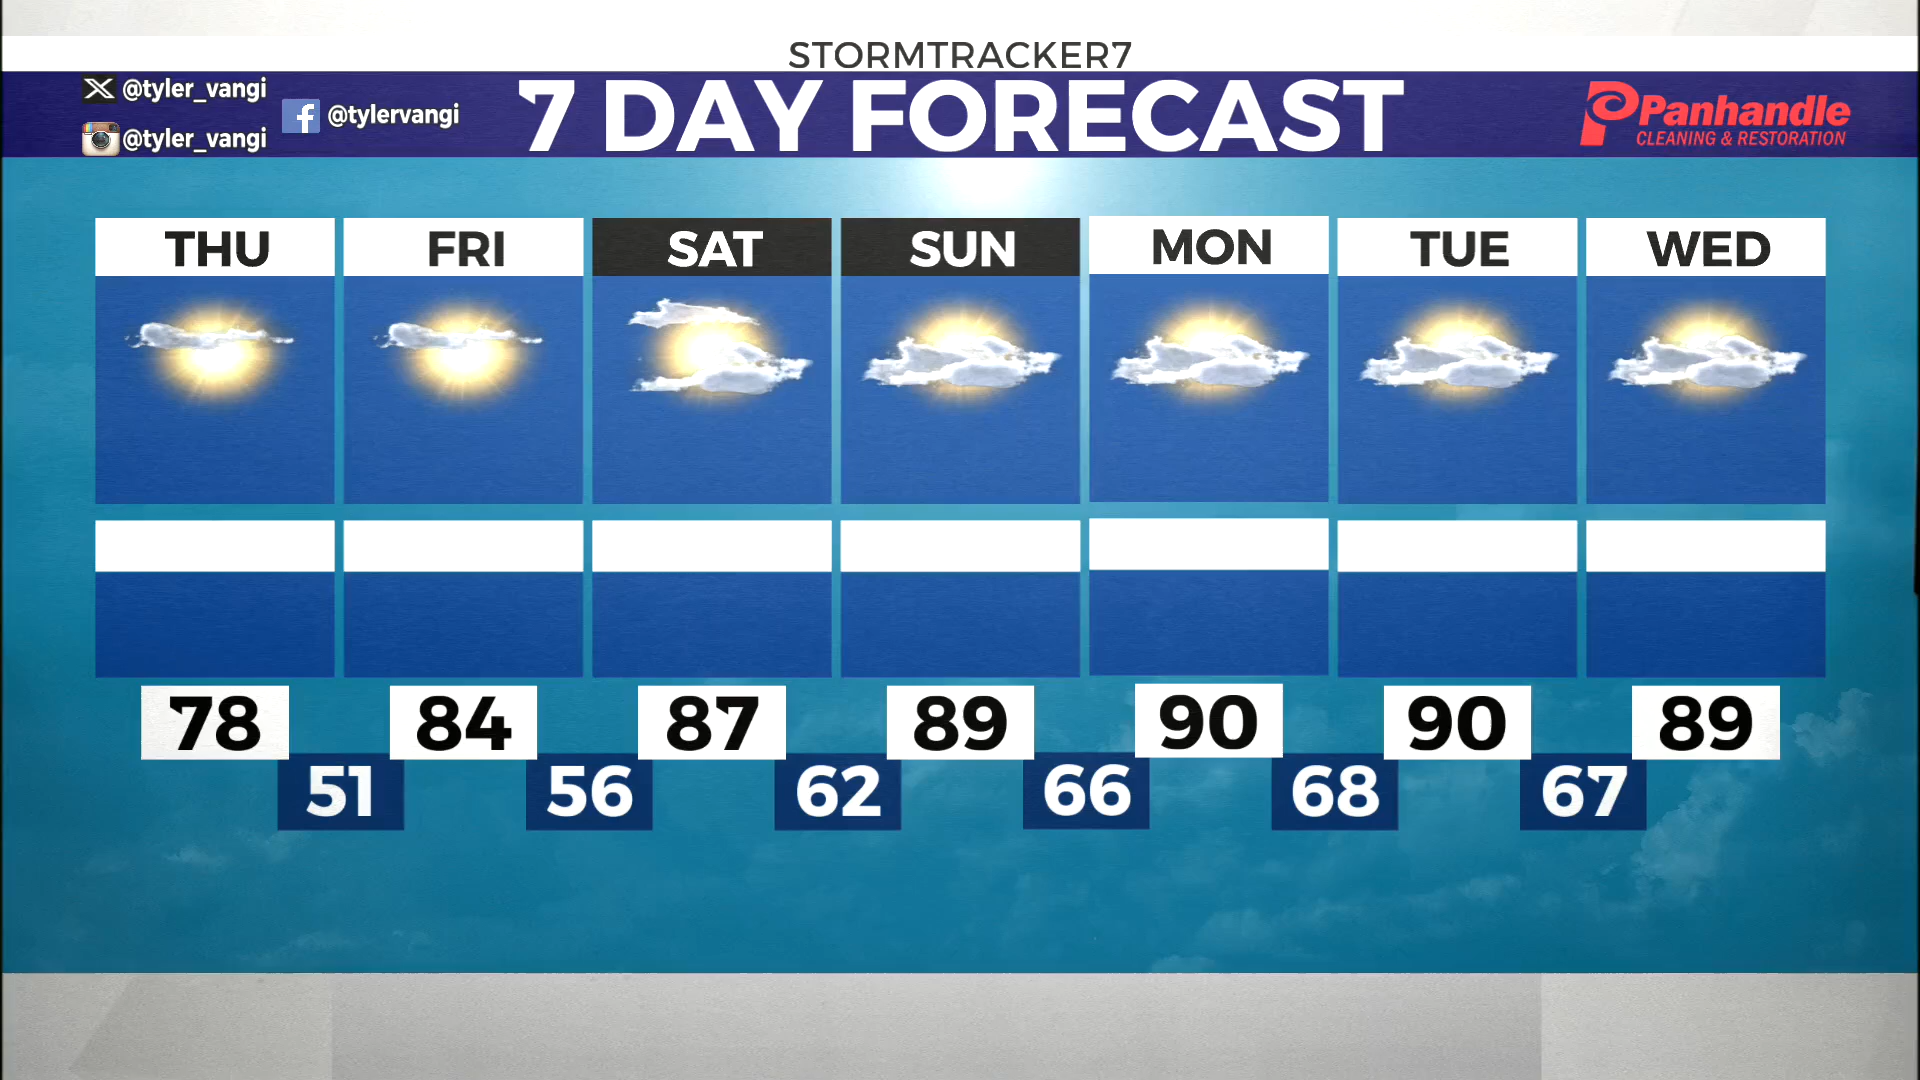 STORMTRACKER7
@tyler_vangi
@tyler_vangi
@tylervangi
7 DAY FORECAST
Panhandle
CLEANING & RESTORATION
THU FRI SAT SUN MON TUE WED
78 84 87 89 90 90 89
51 56 62 66 68 67